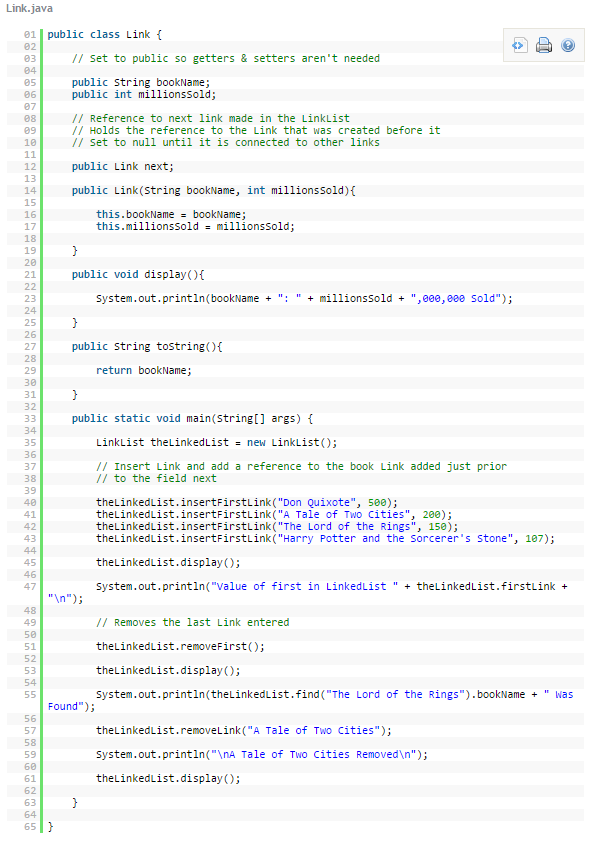 Link.java
01 public class Link {
02
03     // Set to public so getters & setters aren't needed
04
05     public String bookName;
06     public int millionsSold;
07
08     // Reference to next link made in the LinkList
09     // Holds the reference to the Link that was created before it
10     // Set to null until it is connected to other links
11
12     public Link next;
13
14     public Link(String bookName, int millionsSold){
15
16         this.bookName = bookName;
17         this.millionsSold = millionsSold;
18
19     }
20
21     public void display(){
22
23         System.out.println(bookName + ": " + millionsSold + ",000,000 Sold");
24
25     }
26
27     public String toString(){
28
29         return bookName;
30
31     }
32
33     public static void main(String[] args) {
34
35         LinkList theLinkedList = new LinkList();
36
37         // Insert Link and add a reference to the book Link added just prior
38         // to the field next
39
40         theLinkedList.insertFirstLink("Don Quixote", 500);
41         theLinkedList.insertFirstLink("A Tale of Two Cities", 200);
42         theLinkedList.insertFirstLink("The Lord of the Rings", 150);
43         theLinkedList.insertFirstLink("Harry Potter and the Sorcerer's Stone", 107);
44
45         theLinkedList.display();
46
47         System.out.println("Value of first in LinkedList " + theLinkedList.firstLink +
"\n");
48
49         // Removes the last Link entered
50
51         theLinkedList.removeFirst();
52
53         theLinkedList.display();
54
55         System.out.println(theLinkedList.find("The Lord of the Rings").bookName + " Was
Found");
56
57         theLinkedList.removeLink("A Tale of Two Cities");
58
59         System.out.println("\nA Tale of Two Cities Removed\n");
60
61         theLinkedList.display();
62
63     }
64
65 }